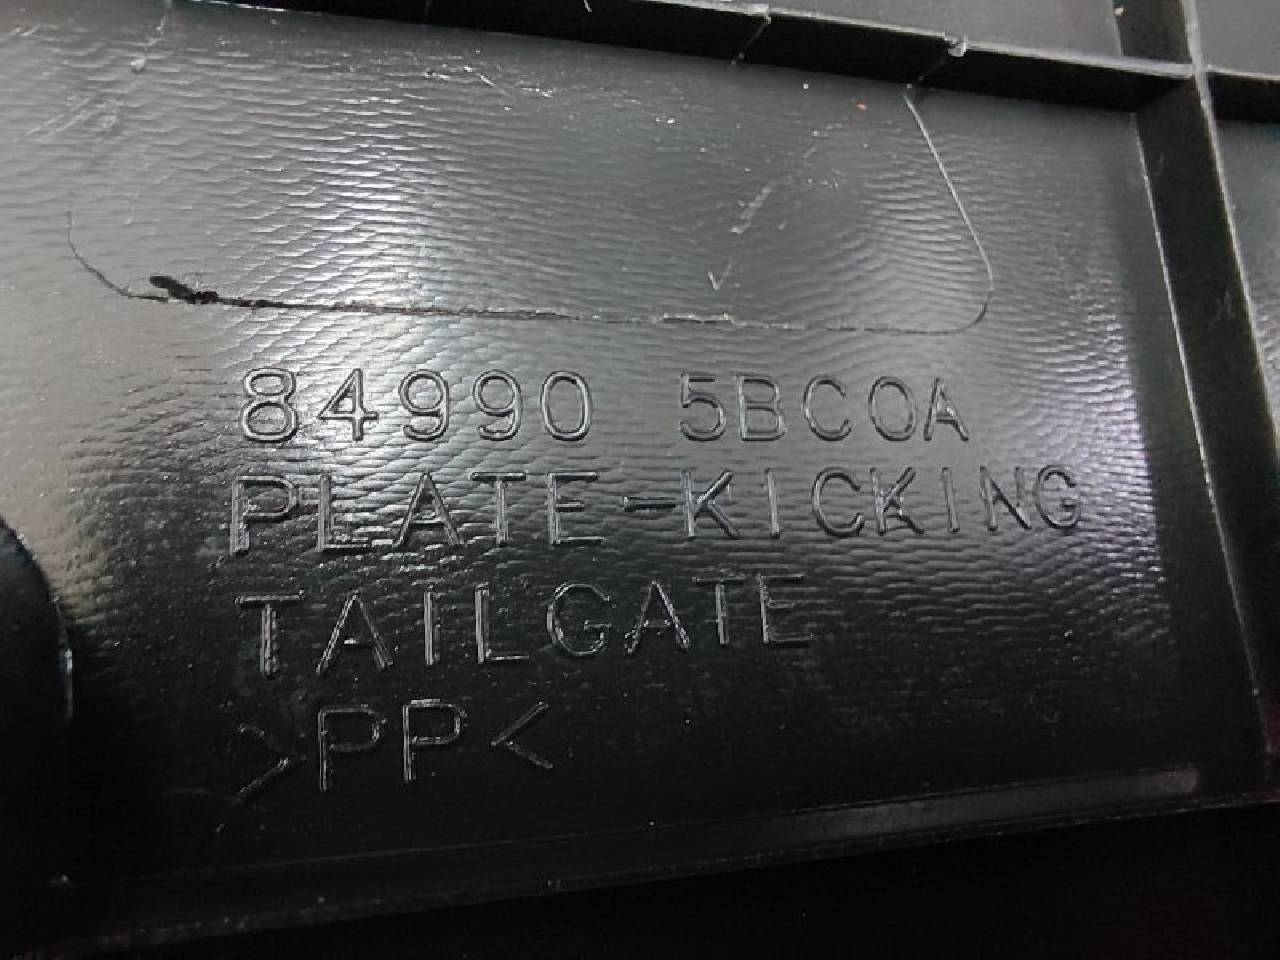 84990 5BC0A
PLATE-KICKING
TAILGATE
>PP<